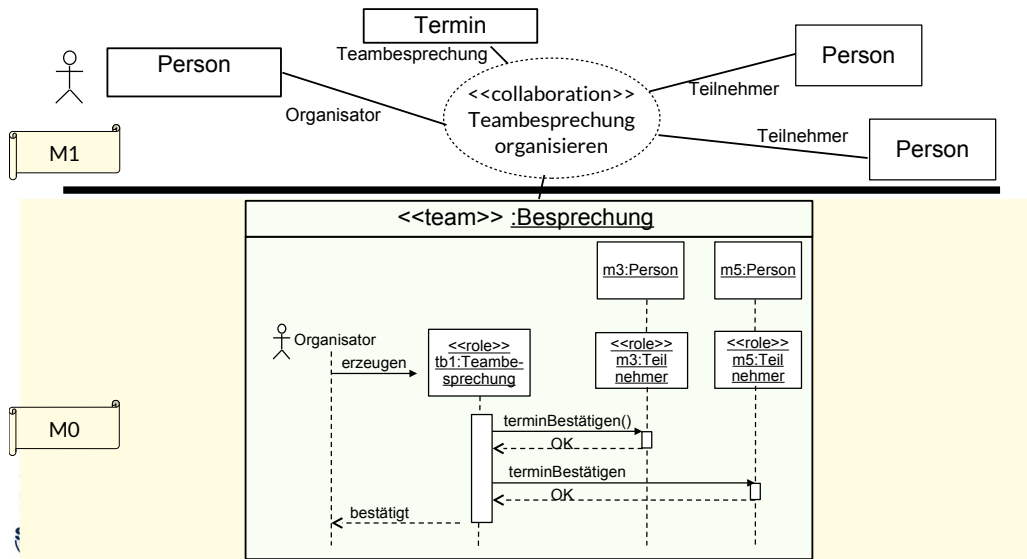 Termin
Teambesprechung
Person
Person
Teilnehmer
<<collaboration>>
Teambesprechung
organisieren
Organisator
Teilnehmer
Person
M1
<<team>> :Besprechung
m3:Person
m5:Person
Organisator
erzeugen
<<role>>
tb1:Teambe-
sprechung
<<role>>
m3:Teil
nehmer
<<role>>
m5:Teil
nehmer
M0
terminBestätigen()
OK
terminBestätigen
OK
bestätigt